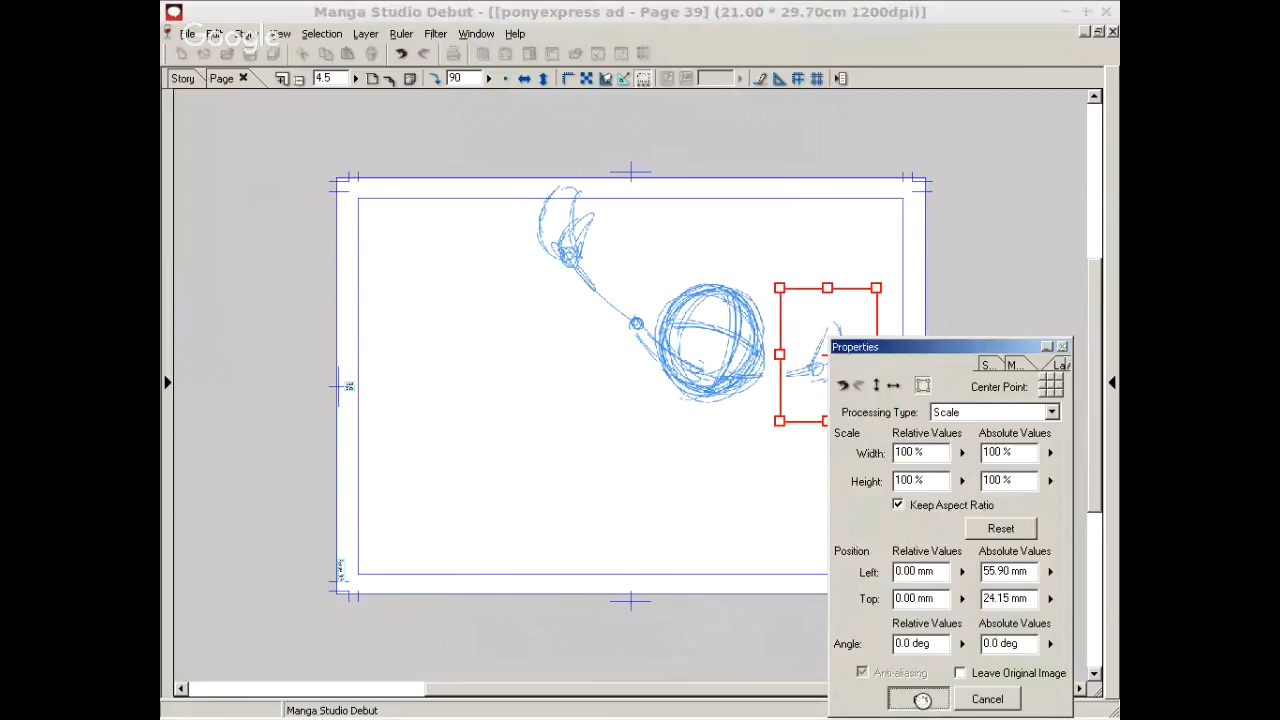 Manga Studio Debut - [[ponyexpress ad - Page 39] (21.00 * 29.70cm 1200dpi)]
Google
File Edit Story View Selection Layer Ruler Filter Window Help
Story Page 4.5 90
Properties
S... M... La
Center Point:
Processing Type: Scale
Scale Relative Values Absolute Values
Width: 100 % 100 %
Height: 100 % 100 %
Keep Aspect Ratio
Reset
Position Relative Values Absolute Values
Left: 0.00 mm 55.90 mm
Top: 0.00 mm 24.15 mm
Relative Values Absolute Values
Angle: 0.0 deg 0.0 deg
Anti-aliasing Leave Original Image
Cancel
Manga Studio Debut